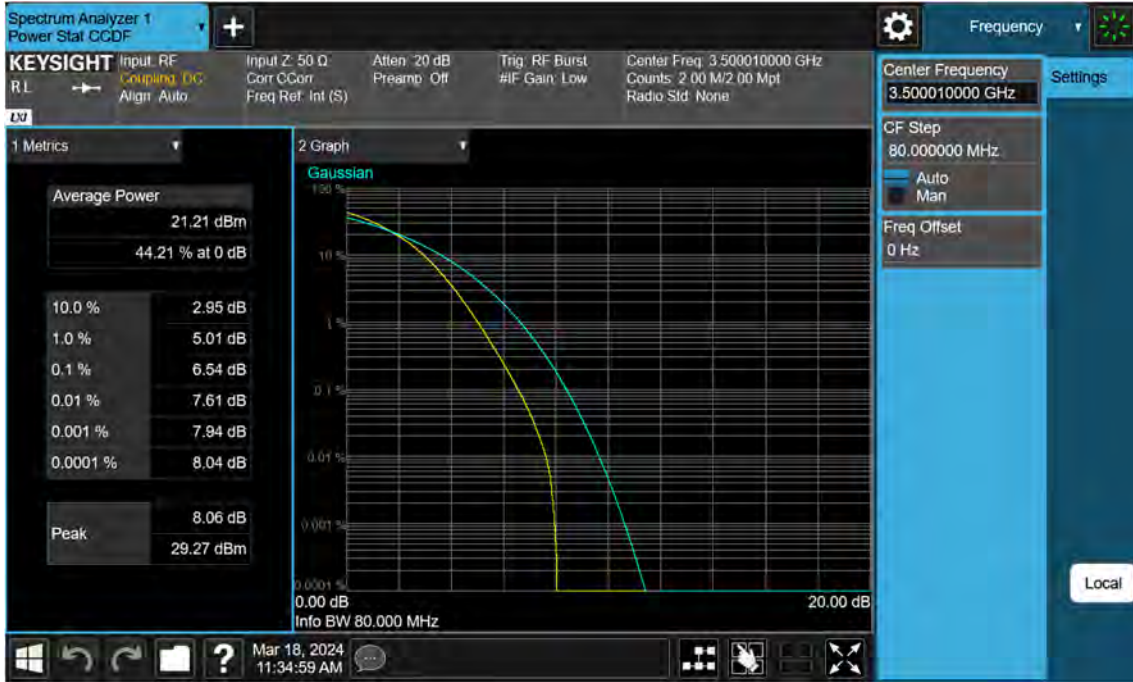 Spectrum Analyzer 1
Power Stat CCDF
Frequency
KEYSIGHT
R L
LXI
Input: RF
Coupling: DC
Align: Auto
Input Z: 50 Ω
Corr CCorr
Freq Ref: Int (S)
Atten: 20 dB
Preamp: Off
Trig: RF Burst
#IF Gain: Low
Center Freq: 3.500010000 GHz
Counts: 2.00 M/2.00 Mpt
Radio Std: None
Center Frequency
3.500010000 GHz
Settings
CF Step
80.000000 MHz
Auto
Man
Freq Offset
0 Hz
Local
1 Metrics
Average Power
21.21 dBm
44.21 % at 0 dB
10.0 % 2.95 dB
1.0 % 5.01 dB
0.1 % 6.54 dB
0.01 % 7.61 dB
0.001 % 7.94 dB
0.0001 % 8.04 dB
Peak
8.06 dB
29.27 dBm
2 Graph
Gaussian
100 %
10 %
1 %
0.1 %
0.01 %
0.001 %
0.0001 %
0.00 dB 20.00 dB
Info BW 80.000 MHz
?
Mar 18, 2024
11:34:59 AM